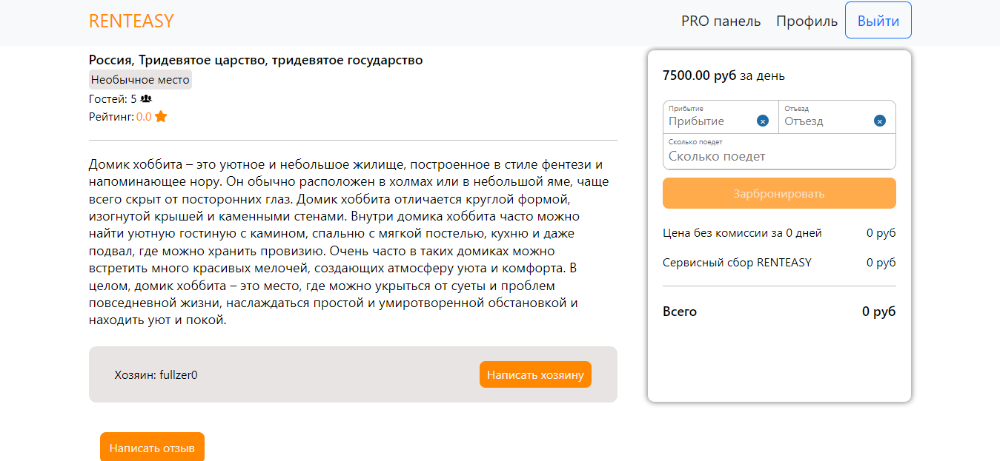 RENTEASY
PRO панель
Профиль
Выйти
Россия, Тридевятое царство, тридевятое государство
Необычное место
Гостей: 5
Рейтинг: 0.0
Домик хоббита – это уютное и небольшое жилище, построенное в стиле фентези и
напоминающее нору. Он обычно расположен в холмах или в небольшой яме, чаще
всего скрыт от посторонних глаз. Домик хоббита отличается круглой формой,
изогнутой крышей и каменными стенами. Внутри домика хоббита часто можно
найти уютную гостиную с камином, спальню с мягкой постелью, кухню и даже
подвал, где можно хранить провизию. Очень часто в таких домиках можно
встретить много красивых мелочей, создающих атмосферу уюта и комфорта. В
целом, домик хоббита – это место, где можно укрыться от суеты и проблем
повседневной жизни, наслаждаться простой и умиротворенной обстановкой и
находить уют и покой.
Хозяин: fullzer0
Написать хозяину
Написать отзыв
7500.00 руб за день
Прибытие
Прибытие
Отъезд
Отъезд
Сколько поедет
Сколько поедет
Зарбронировать
Цена без комиссии за 0 дней 0 руб
Сервисный сбор RENTEASY 0 руб
Всего 0 руб